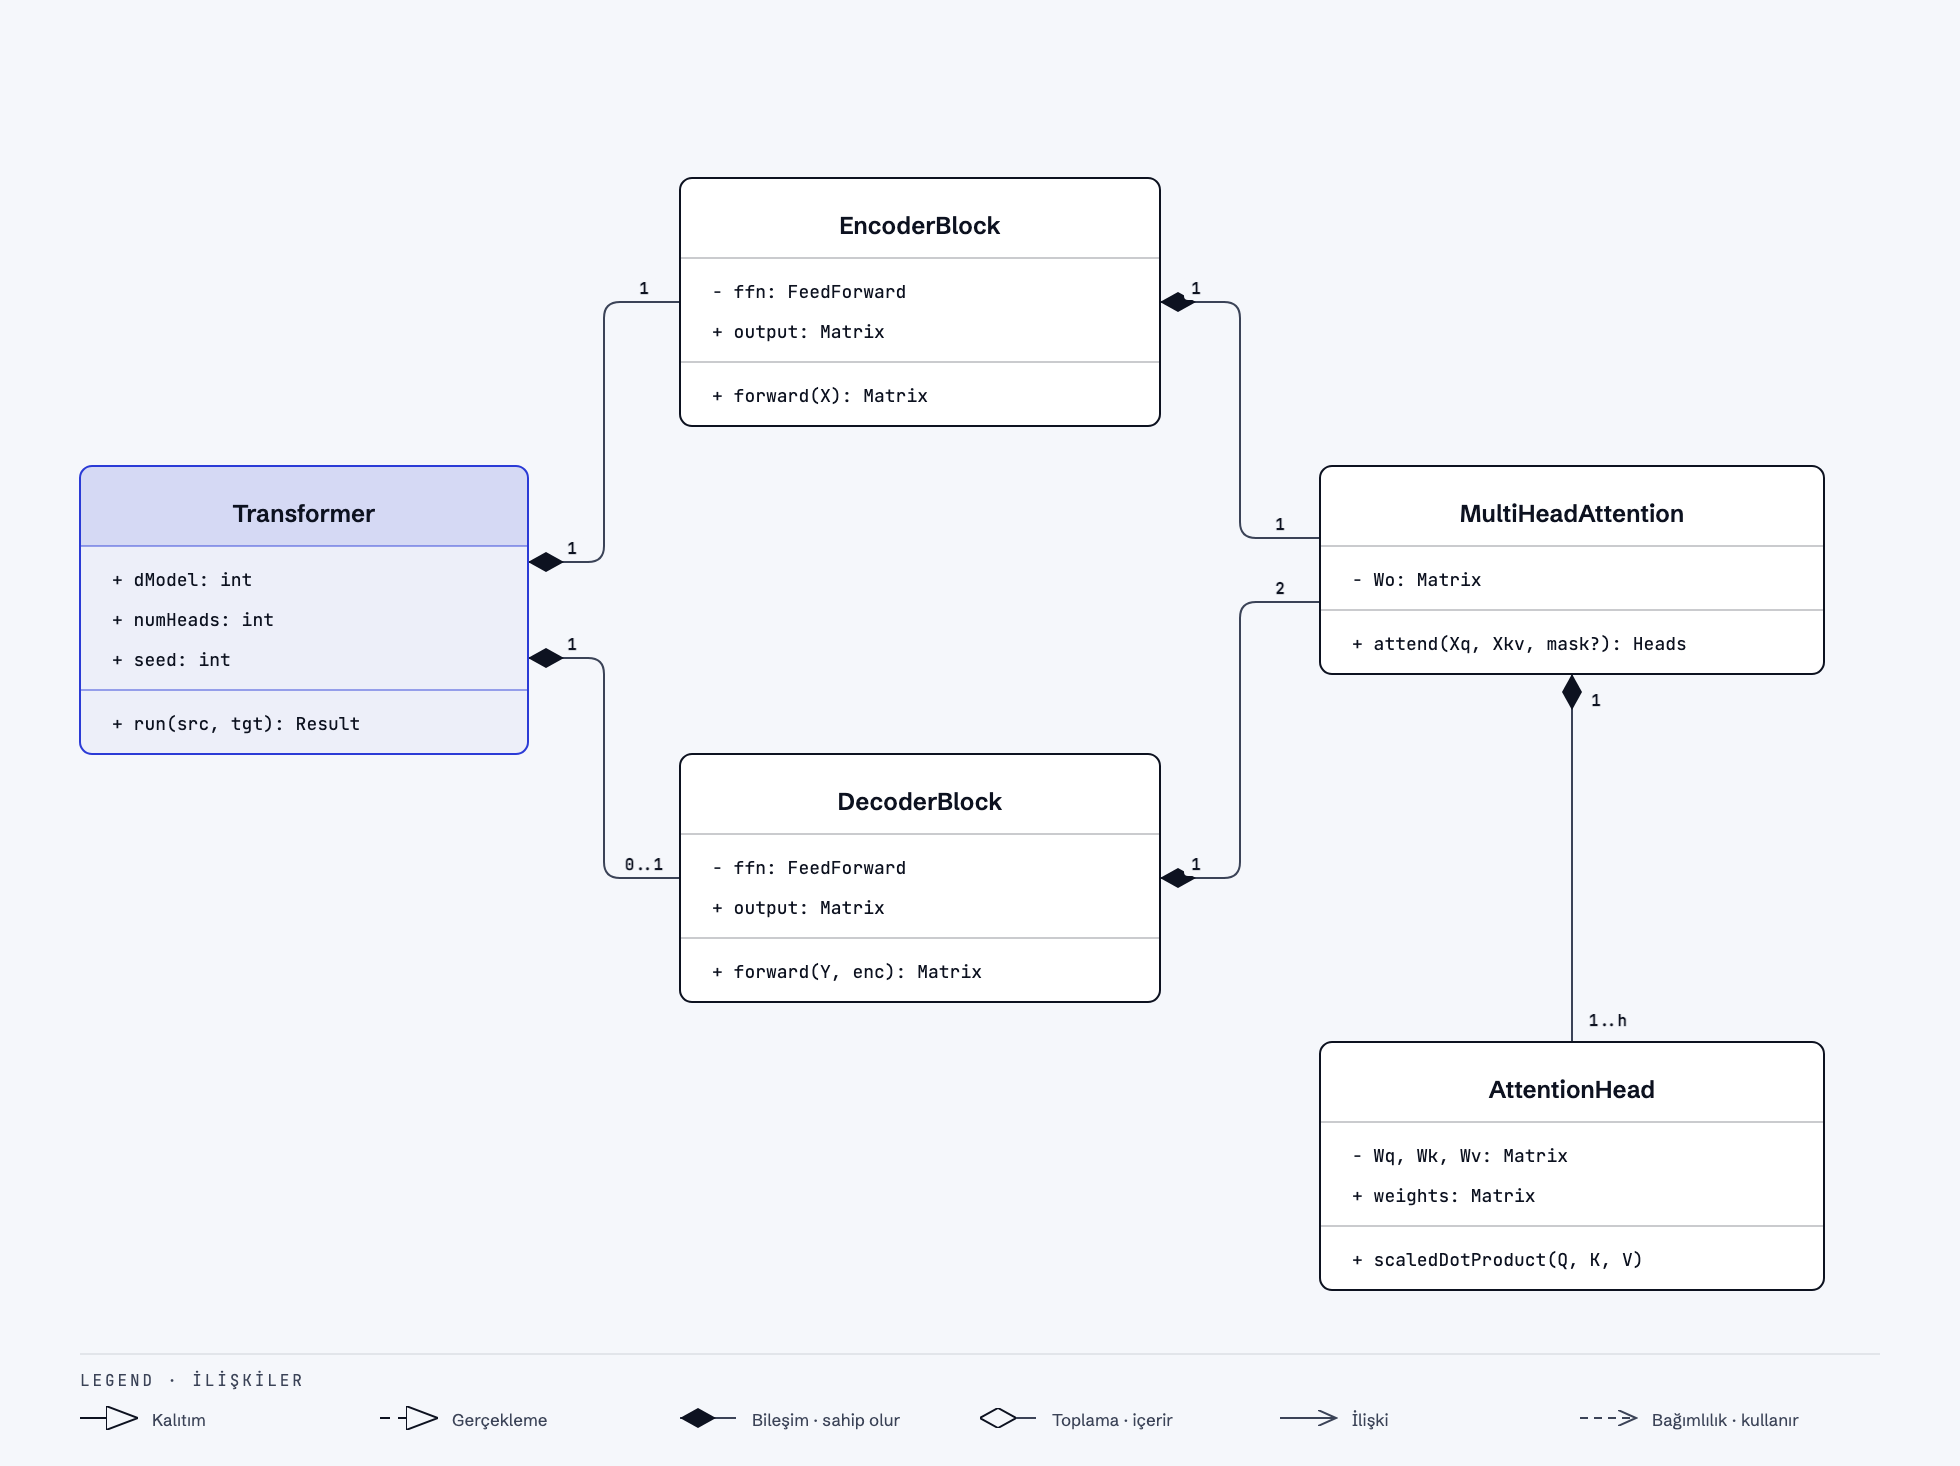 EncoderBlock
- ffn: FeedForward
+ output: Matrix
+ forward(X): Matrix
1
1
1
1
Transformer
+ dModel: int
+ numHeads: int
+ seed: int
+ run(src, tgt): Result
1
0..1
MultiHeadAttention
- Wo: Matrix
+ attend(Xq, Xkv, mask?): Heads
2
1
DecoderBlock
- ffn: FeedForward
+ output: Matrix
+ forward(Y, enc): Matrix
1
1..h
AttentionHead
- Wq, Wk, Wv: Matrix
+ weights: Matrix
+ scaledDotProduct(Q, K, V)
LEGEND · İLİŞKİLER
Kalıtım
Gerçekleme
Bileşim · sahip olur
Toplama · içerir
İlişki
Bağımlılık · kullanır